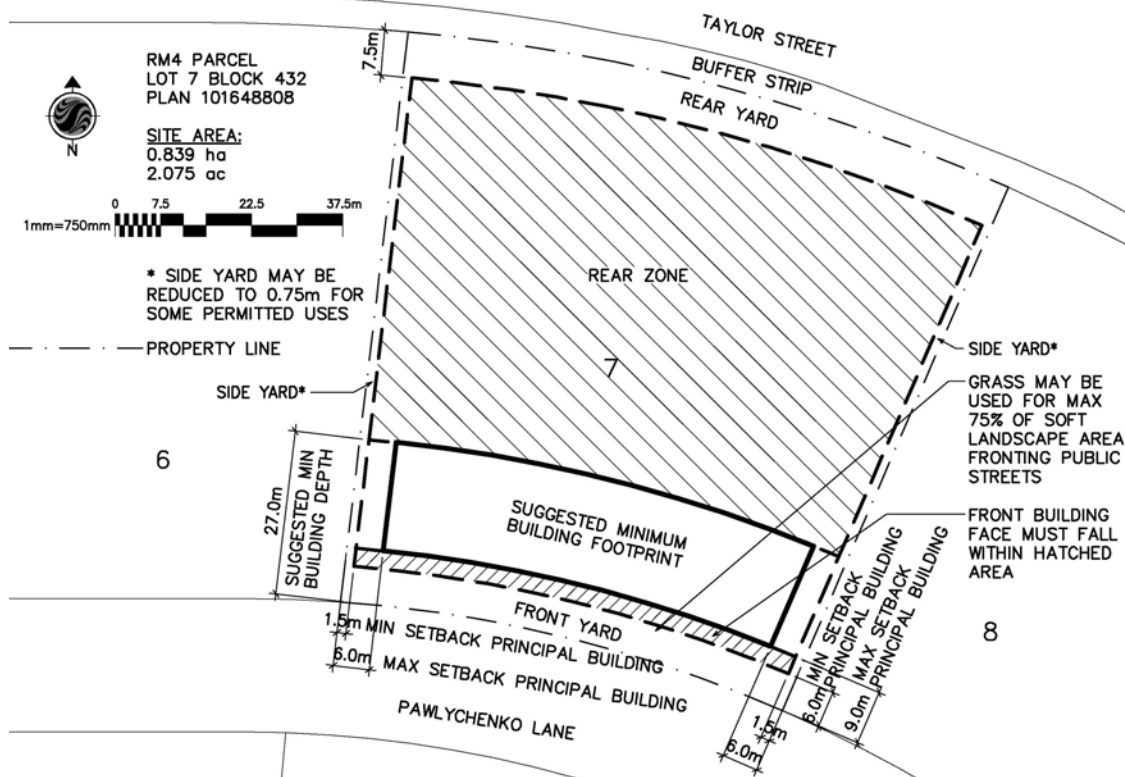 TAYLOR STREET
BUFFER STRIP
REAR YARD
7.5m
RM4 PARCEL
LOT 7 BLOCK 432
PLAN 101648808
N
SITE AREA:
0.839 ha
2.075 ac
0 7.5 22.5 37.5m
1mm=750mm
* SIDE YARD MAY BE
REDUCED TO 0.75m FOR
SOME PERMITTED USES
PROPERTY LINE
REAR ZONE
7
SIDE YARD*
SIDE YARD*
GRASS MAY BE
USED FOR MAX
75% OF SOFT
LANDSCAPE AREA
FRONTING PUBLIC
STREETS
6
27.0m
SUGGESTED MIN
BUILDING DEPTH
SUGGESTED MINIMUM
BUILDING FOOTPRINT
FRONT BUILDING
FACE MUST FALL
WITHIN HATCHED
AREA
8
FRONT YARD
1.5m
MIN SETBACK PRINCIPAL BUILDING
6.0m
MAX SETBACK PRINCIPAL BUILDING
PAWLYCHENKO LANE
MIN SETBACK
PRINCIPAL BUILDING
MAX SETBACK
PRINCIPAL BUILDING
6.0m
9.0m
1.5m
6.0m